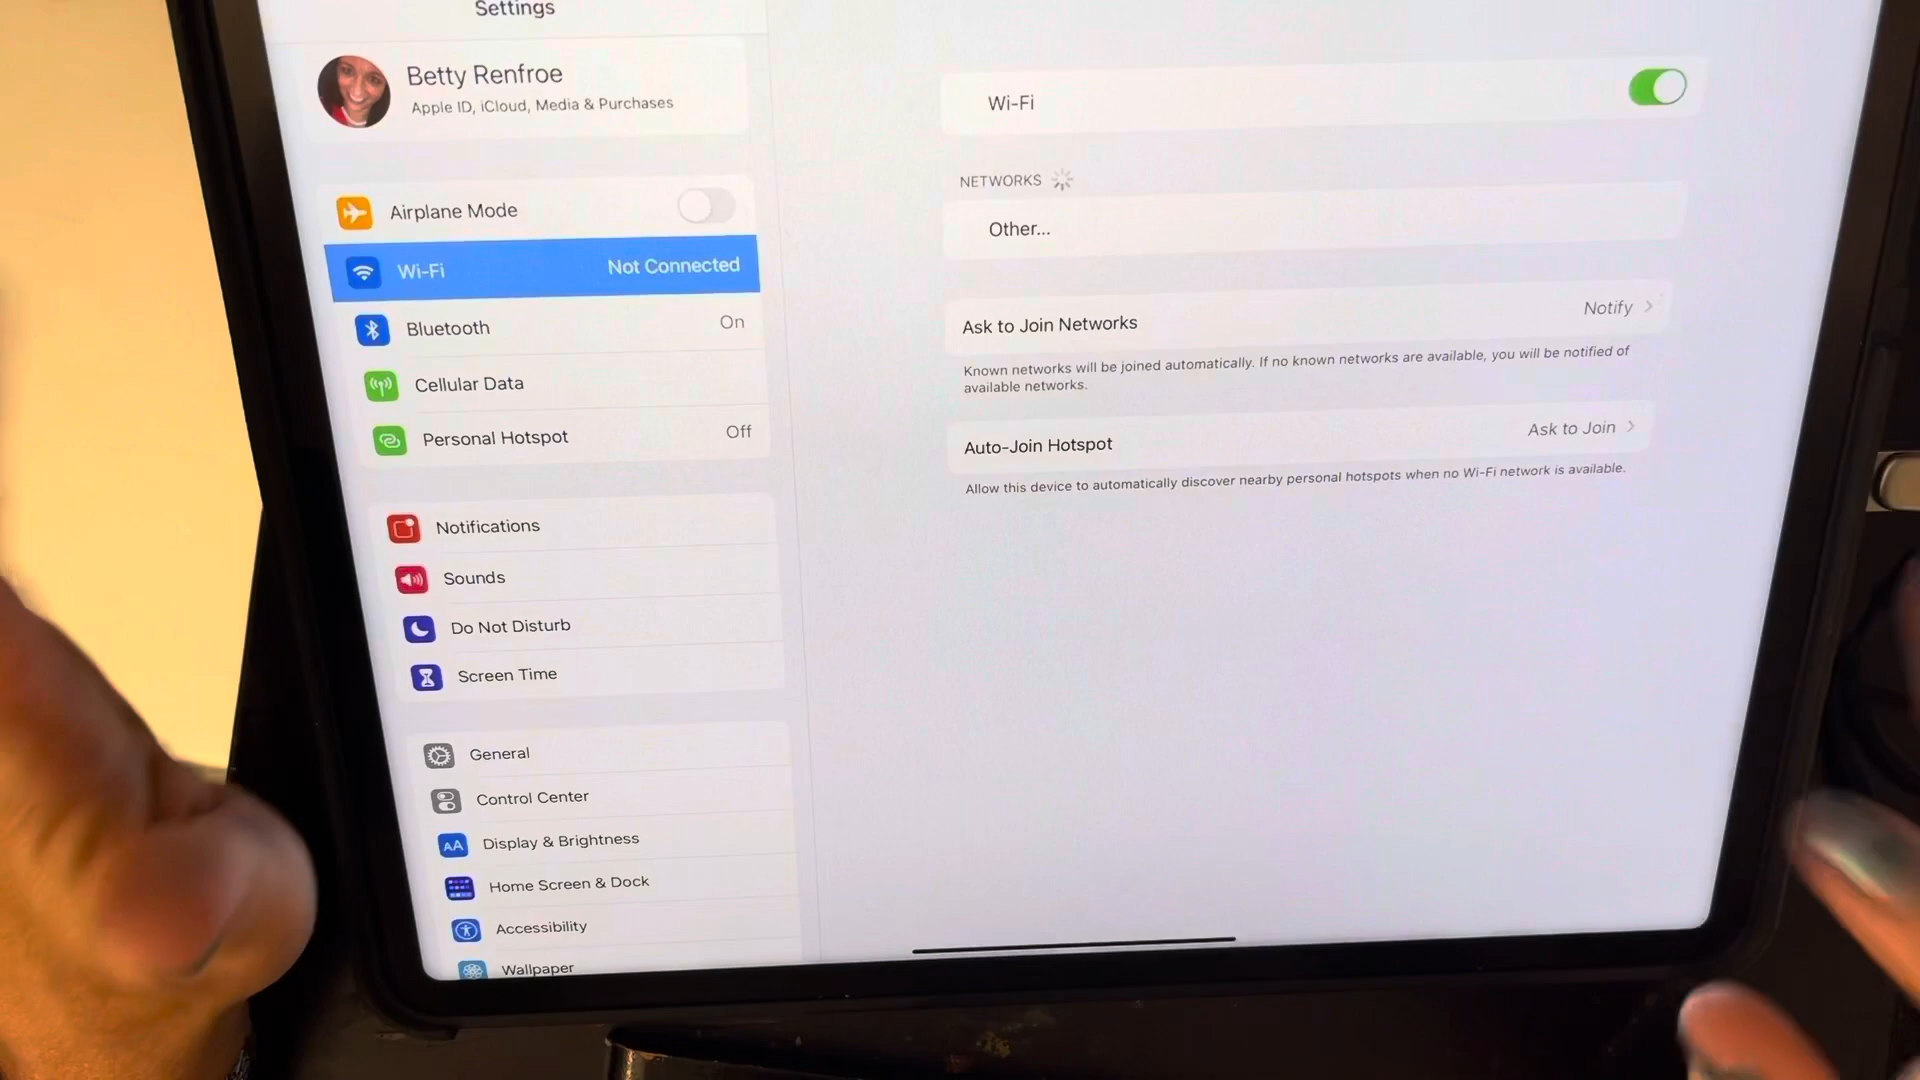 Settings
Betty Renfroe
Apple ID, iCloud, Media & Purchases
Airplane Mode
Wi-Fi Not Connected
Bluetooth On
Cellular Data
Personal Hotspot Off
Notifications
Sounds
Do Not Disturb
Screen Time
General
Control Center
AA Display & Brightness
Home Screen & Dock
Accessibility
Wallpaper
Wi-Fi
NETWORKS
Other...
Ask to Join Networks Notify
Known networks will be joined automatically. If no known networks are available, you will be notified of
available networks.
Auto-Join Hotspot Ask to Join
Allow this device to automatically discover nearby personal hotspots when no Wi-Fi network is available.